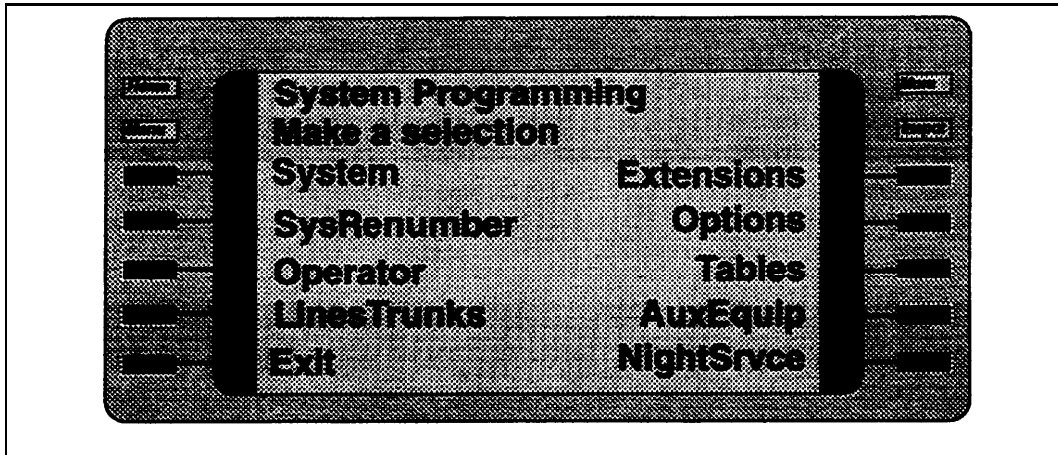 System Programming
Make a selection
System Extensions
SysRenumber Options
Operator Tables
LinesTrunks AuxEquip
Exit NightSrvce